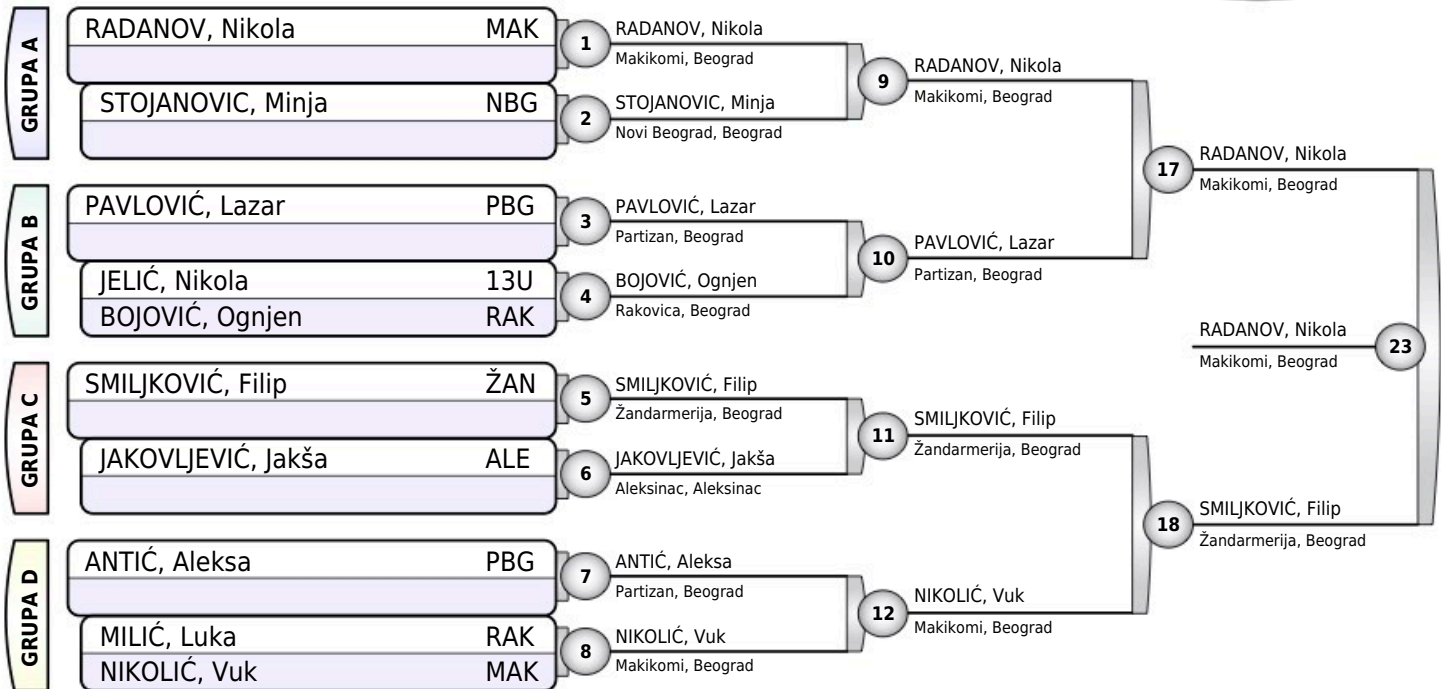 GRUPA A
RADANOV, Nikola MAK
STOJANOVIC, Minja NBG
GRUPA B
PAVLOVIĆ, Lazar PBG
JELIĆ, Nikola 13U
BOJOVIĆ, Ognjen RAK
GRUPA C
SMILJKOVIĆ, Filip ŽAN
JAKOVLJEVIĆ, Jakša ALE
GRUPA D
ANTIĆ, Aleksa PBG
MILIĆ, Luka RAK
NIKOLIĆ, Vuk MAK
1
RADANOV, Nikola
Makikomi, Beograd
2
STOJANOVIC, Minja
Novi Beograd, Beograd
3
PAVLOVIĆ, Lazar
Partizan, Beograd
4
BOJOVIĆ, Ognjen
Rakovica, Beograd
5
SMILJKOVIĆ, Filip
Žandarmerija, Beograd
6
JAKOVLJEVIĆ, Jakša
Aleksinac, Aleksinac
7
ANTIĆ, Aleksa
Partizan, Beograd
8
NIKOLIĆ, Vuk
Makikomi, Beograd
9
RADANOV, Nikola
Makikomi, Beograd
10
PAVLOVIĆ, Lazar
Partizan, Beograd
11
SMILJKOVIĆ, Filip
Žandarmerija, Beograd
12
NIKOLIĆ, Vuk
Makikomi, Beograd
17
RADANOV, Nikola
Makikomi, Beograd
18
SMILJKOVIĆ, Filip
Žandarmerija, Beograd
RADANOV, Nikola
Makikomi, Beograd
23